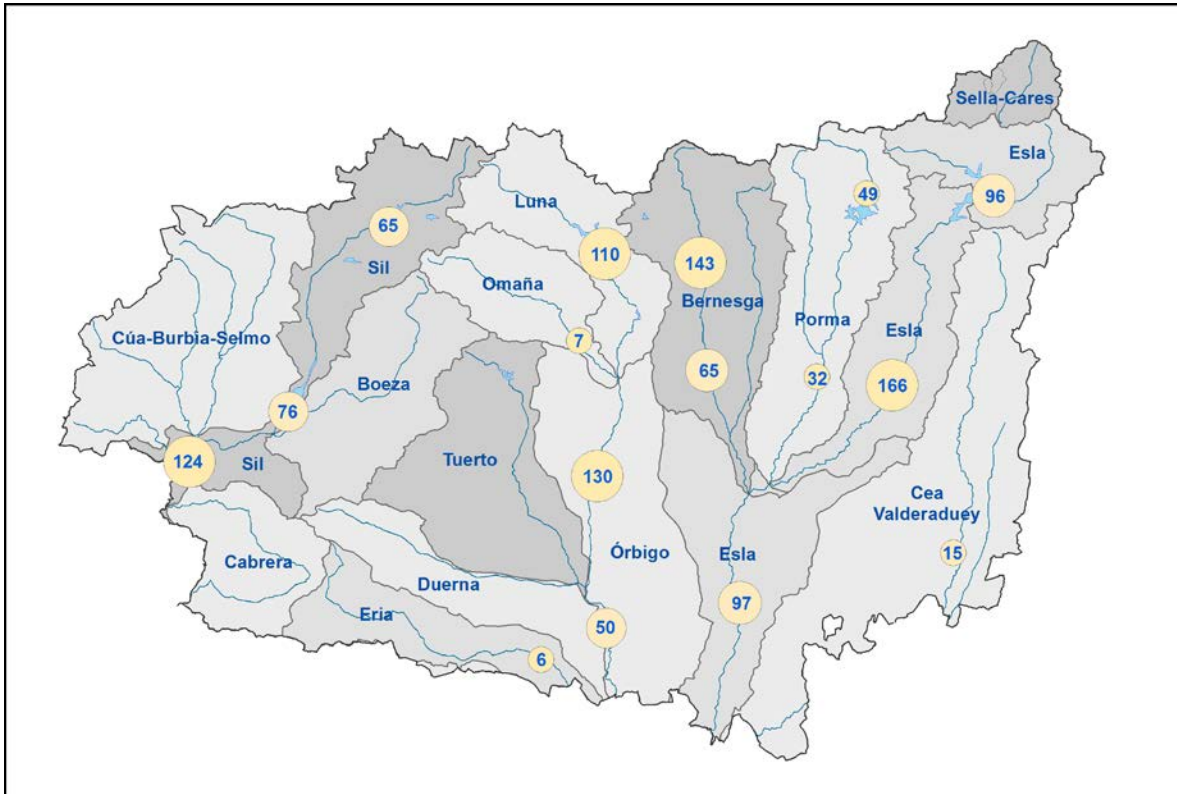 Sella-Cares
Esla
96
49
Luna
65
110
143
Sil
Omaña
Bernesga
Porma
Esla
Cúa-Burbia-Selmo
7
65
32
166
Boeza
76
124
Sil
Tuerto
130
Cea
Valderaduey
Órbigo
Esla
15
Cabrera
Duerna
Eria
97
50
6